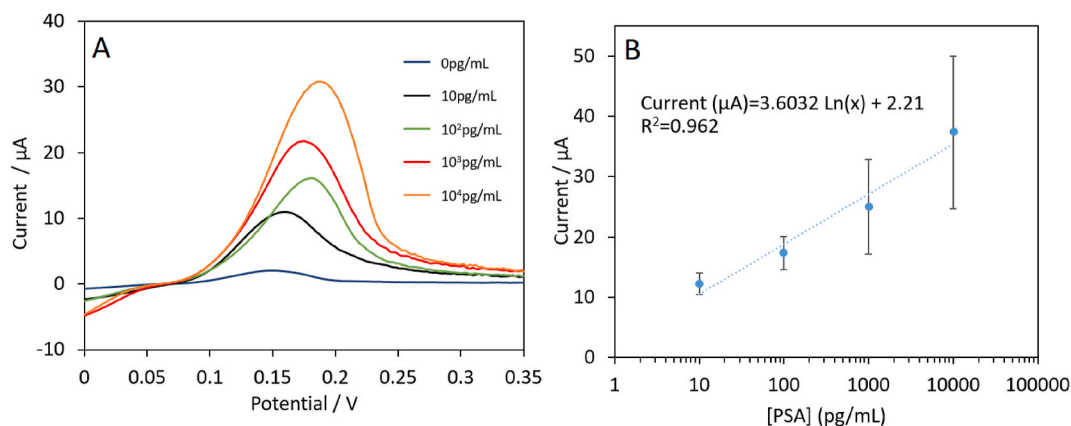 A
40
30
20
10
0
-10
Current / µA
0
0.05
0.1
0.15
0.2
0.25
0.3
0.35
Potential / V
0pg/mL
10pg/mL
10²pg/mL
10³pg/mL
10⁴pg/mL
B
50
40
30
20
10
0
Current / µA
Current (µA)=3.6032 Ln(x) + 2.21
R²=0.962
1
10
100
1000
10000
100000
[PSA] (pg/mL)